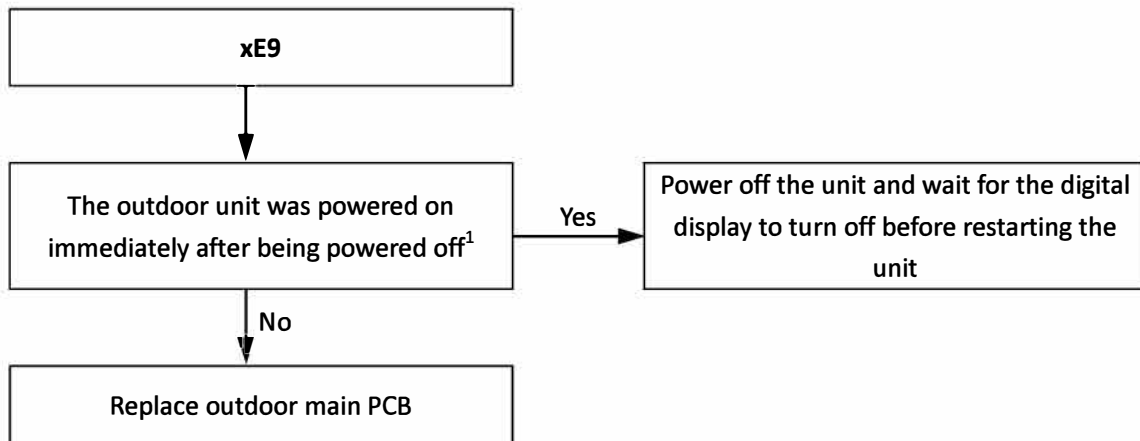 xE9
The outdoor unit was powered on
immediately after being powered off1
Yes
Power off the unit and wait for the digital
display to turn off before restarting the
unit
No
Replace outdoor main PCB